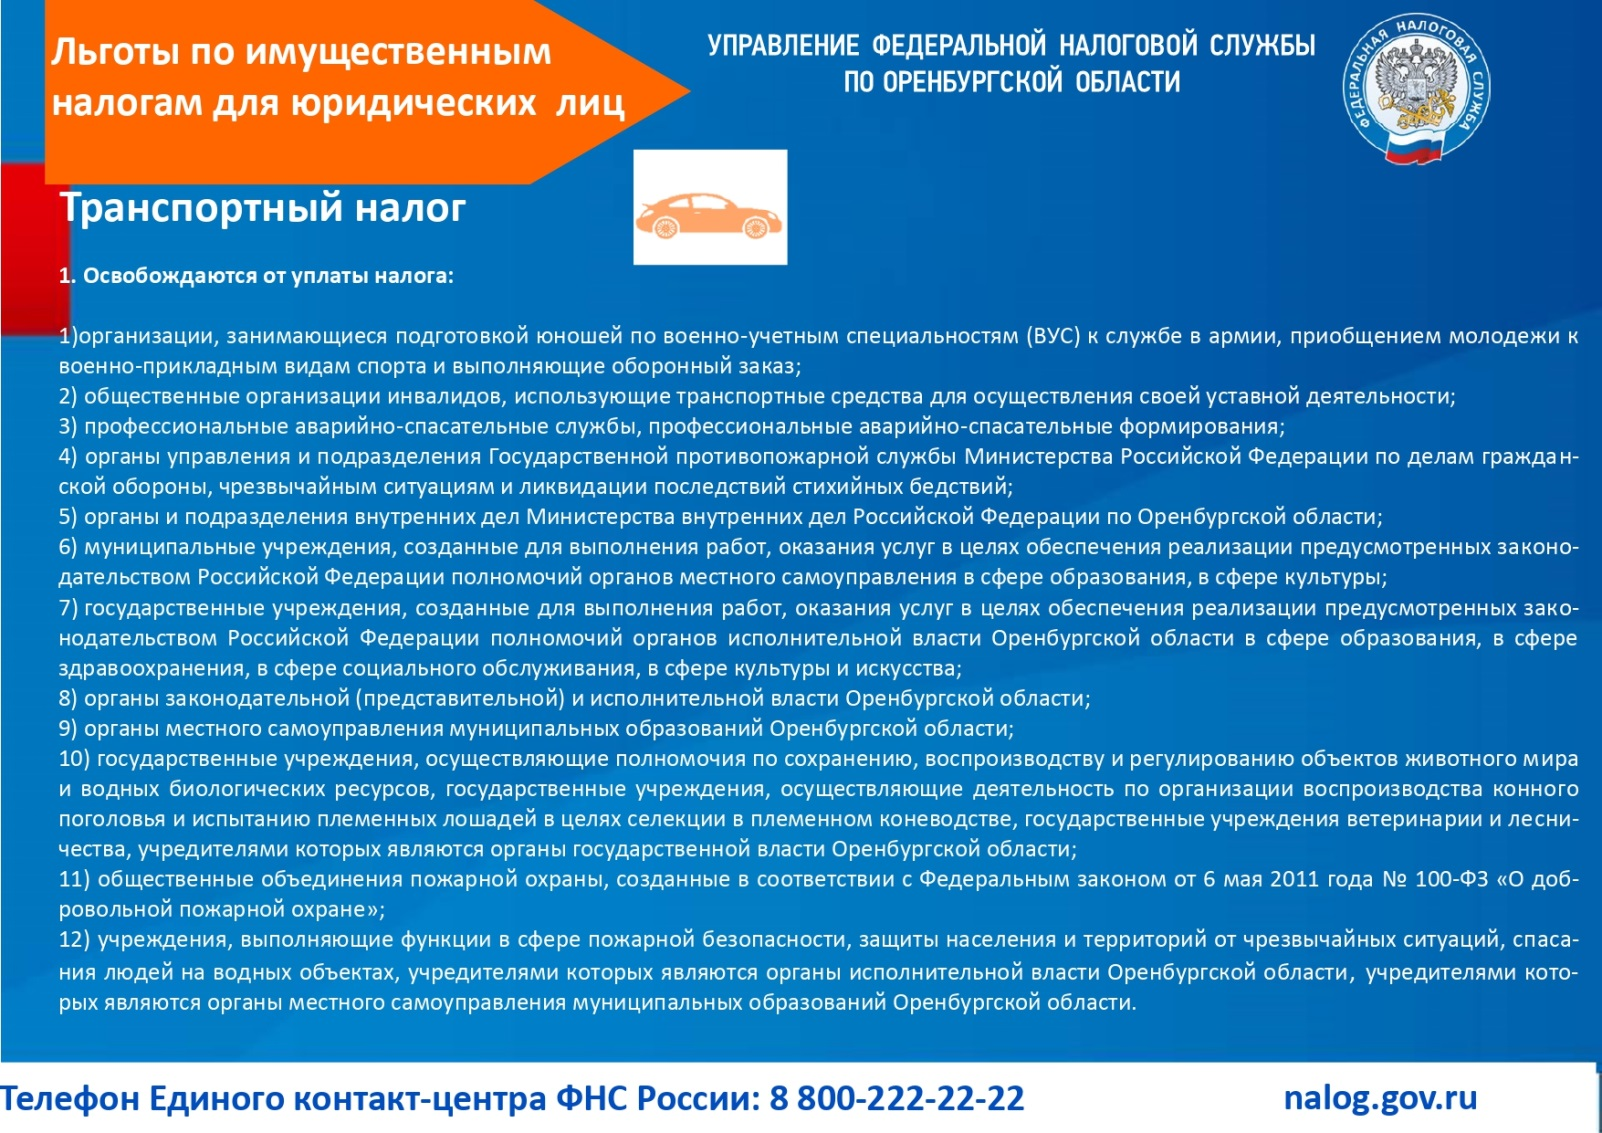 Льготы по имущественным
налогам для юридических лиц
УПРАВЛЕНИЕ ФЕДЕРАЛЬНОЙ НАЛОГОВОЙ СЛУЖБЫ
ПО ОРЕНБУРГСКОЙ ОБЛАСТИ
ФЕДЕРАЛЬНАЯ НАЛОГОВАЯ СЛУЖБА
Транспортный налог
1. Освобождаются от уплаты налога:
1)организации, занимающиеся подготовкой юношей по военно-учетным специальностям (ВУС) к службе в армии, приобщением молодежи к
военно-прикладным видам спорта и выполняющие оборонный заказ;
2) общественные организации инвалидов, использующие транспортные средства для осуществления своей уставной деятельности;
3) профессиональные аварийно-спасательные службы, профессиональные аварийно-спасательные формирования;
4) органы управления и подразделения Государственной противопожарной службы Министерства Российской Федерации по делам граждан-
ской обороны, чрезвычайным ситуациям и ликвидации последствий стихийных бедствий;
5) органы и подразделения внутренних дел Министерства внутренних дел Российской Федерации по Оренбургской области;
6) муниципальные учреждения, созданные для выполнения работ, оказания услуг в целях обеспечения реализации предусмотренных законо-
дательством Российской Федерации полномочий органов местного самоуправления в сфере образования, в сфере культуры;
7) государственные учреждения, созданные для выполнения работ, оказания услуг в целях обеспечения реализации предусмотренных зако-
нодательством Российской Федерации полномочий органов исполнительной власти Оренбургской области в сфере образования, в сфере
здравоохранения, в сфере социального обслуживания, в сфере культуры и искусства;
8) органы законодательной (представительной) и исполнительной власти Оренбургской области;
9) органы местного самоуправления муниципальных образований Оренбургской области;
10) государственные учреждения, осуществляющие полномочия по сохранению, воспроизводству и регулированию объектов животного мира
и водных биологических ресурсов, государственные учреждения, осуществляющие деятельность по организации воспроизводства конного
поголовья и испытанию племенных лошадей в целях селекции в племенном коневодстве, государственные учреждения ветеринарии и лесни-
чества, учредителями которых являются органы государственной власти Оренбургской области;
11) общественные объединения пожарной охраны, созданные в соответствии с Федеральным законом от 6 мая 2011 года № 100-ФЗ «О доб-
ровольной пожарной охране»;
12) учреждения, выполняющие функции в сфере пожарной безопасности, защиты населения и территорий от чрезвычайных ситуаций, спаса-
ния людей на водных объектах, учредителями которых являются органы исполнительной власти Оренбургской области, учредителями кото-
рых являются органы местного самоуправления муниципальных образований Оренбургской области.
Телефон Единого контакт-центра ФНС России: 8 800-222-22-22
nalog.gov.ru